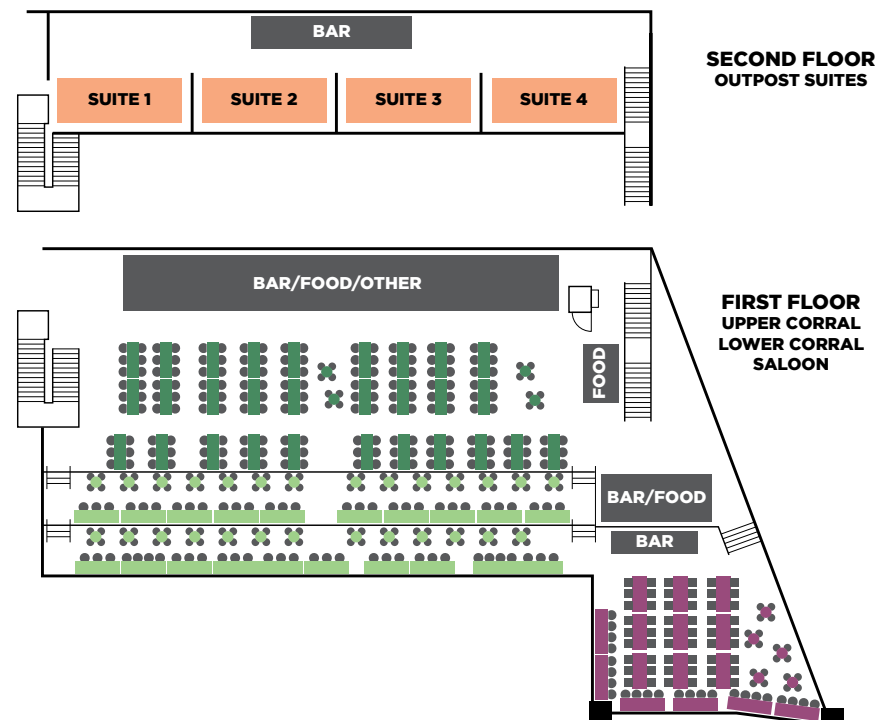 BAR
SECOND FLOOR
OUTPOST SUITES
SUITE 1
SUITE 2
SUITE 3
SUITE 4
BAR/FOOD/OTHER
FIRST FLOOR
UPPER CORRAL
LOWER CORRAL
SALOON
FOOD
BAR/FOOD
BAR